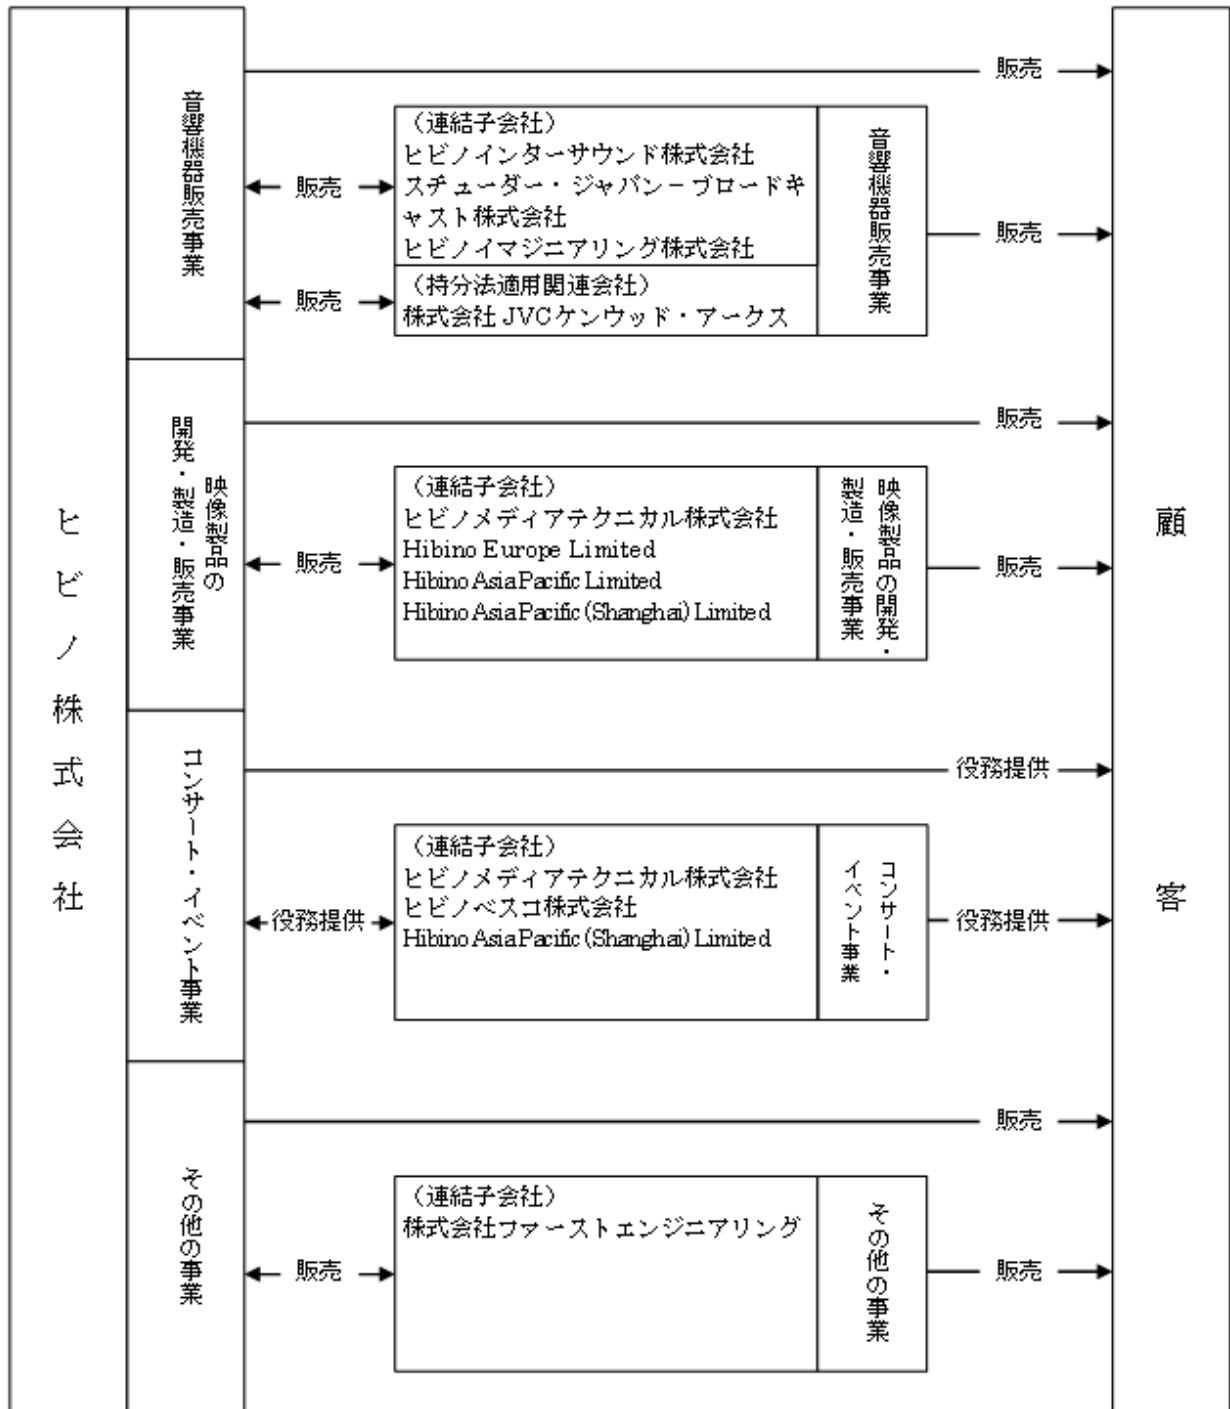 ヒビノ株式会社
音響機器販売事業
販売
（連結子会社）
ヒビノインターサウンド株式会社
スチューダー・ジャパン－ブロードキ
ャスト株式会社
ヒビノイマジニアリング株式会社
販売
（持分法適用関連会社）
株式会社 JVCケンウッド・アークス
販売
音響機器販売事業
販売
映像製品の
開発・製造・販売事業
販売
（連結子会社）
ヒビノメディアテクニカル株式会社
Hibino Europe Limited
Hibino Asia Pacific Limited
Hibino Asia Pacific (Shanghai) Limited
販売
映像製品の開発・
製造・販売事業
販売
コンサート・イベント事業
役務提供
（連結子会社）
ヒビノメディアテクニカル株式会社
ヒビノベスコ株式会社
Hibino Asia Pacific (Shanghai) Limited
役務提供
コンサート・
イベント事業
役務提供
その他の事業
販売
（連結子会社）
株式会社ファーストエンジニアリング
販売
その他の事業
販売
顧客